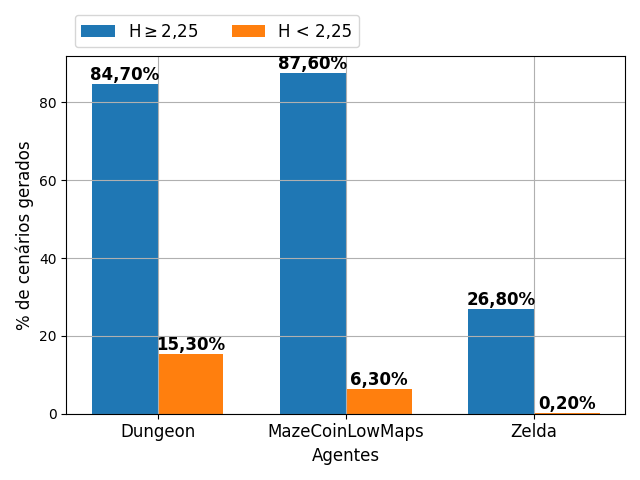 H ≥ 2,25 H < 2,25
84,70% 87,60%
26,80%
15,30% 6,30% 0,20%
% de cenários gerados
80
60
40
20
0
Dungeon MazeCoinLowMaps Zelda
Agentes